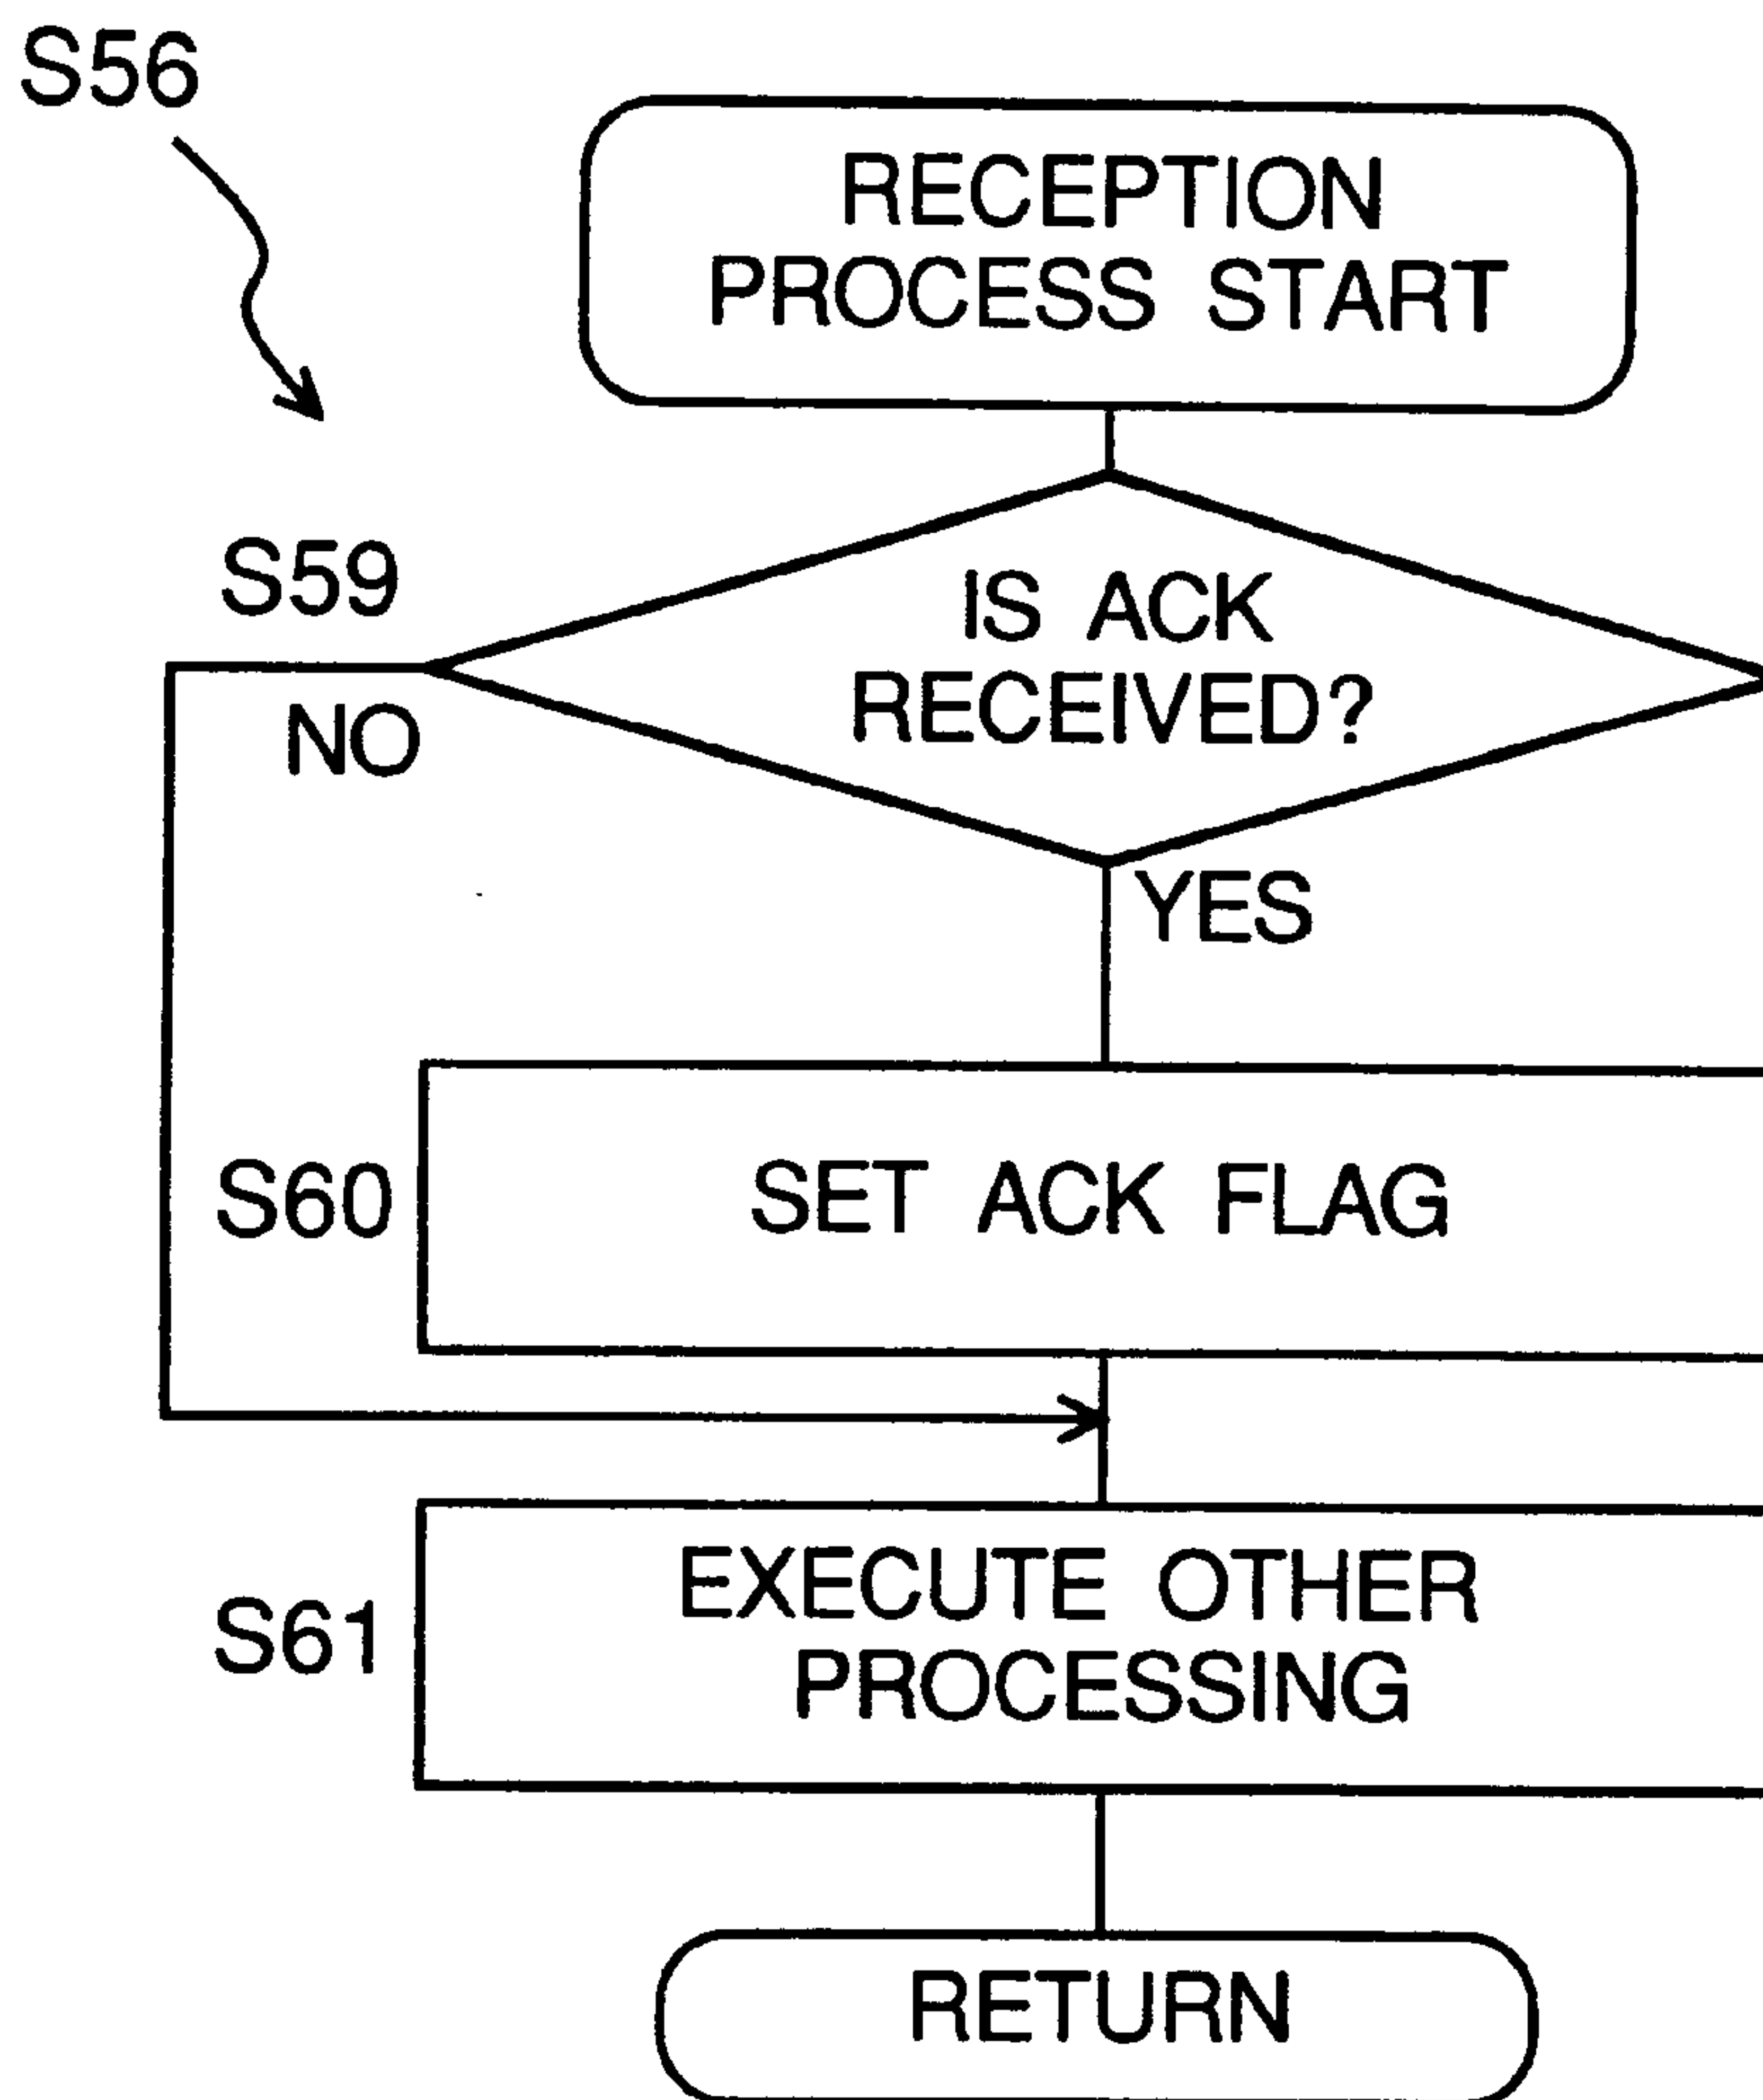 S56
RECEPTION
PROCESS START
S59
IS ACK
RECEIVED?
NO
YES
S60
SET ACK FLAG
S61
EXECUTE OTHER
PROCESSING
RETURN